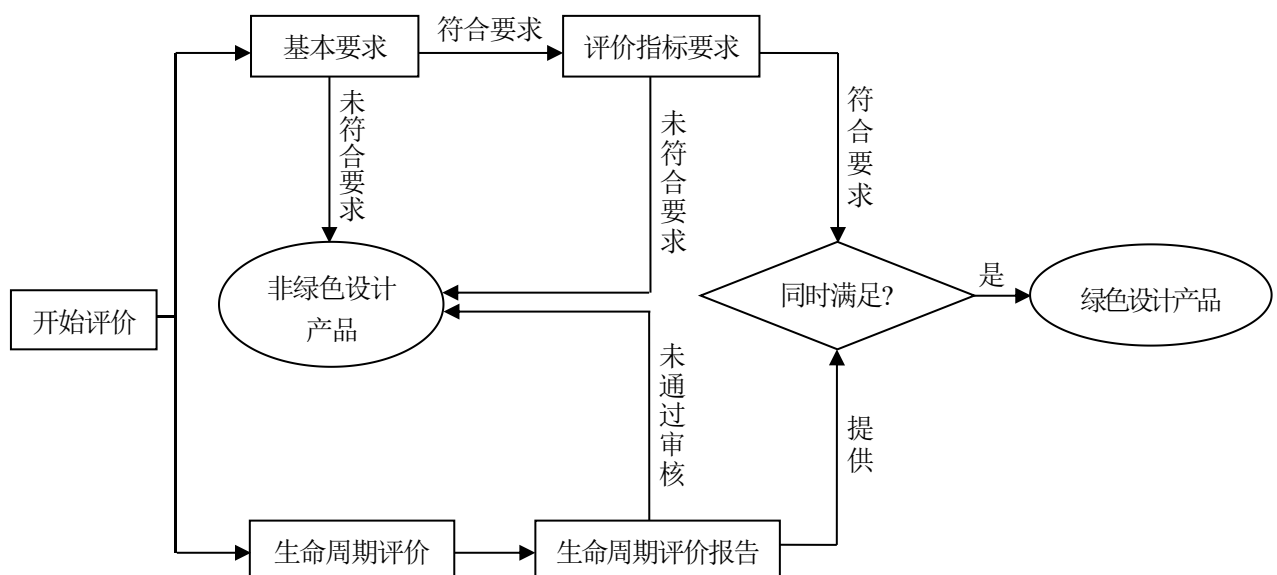 基本要求
符合要求
评价指标要求
未符合要求
未符合要求
符合要求
非绿色设计
产品
同时满足?
是
绿色设计产品
开始评价
未通过审核
提供
生命周期评价
生命周期评价报告